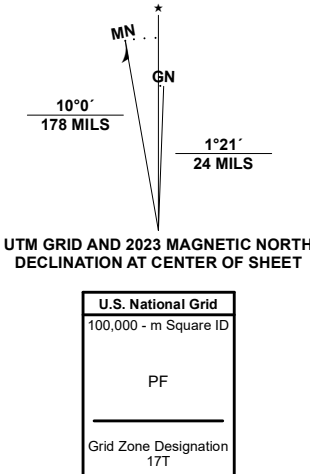 ★
MN
GN
10°0´
178 MILS
1°21´
24 MILS
UTM GRID AND 2023 MAGNETIC NORTH
DECLINATION AT CENTER OF SHEET
U.S. National Grid
100,000 - m Square ID
PF
Grid Zone Designation
17T